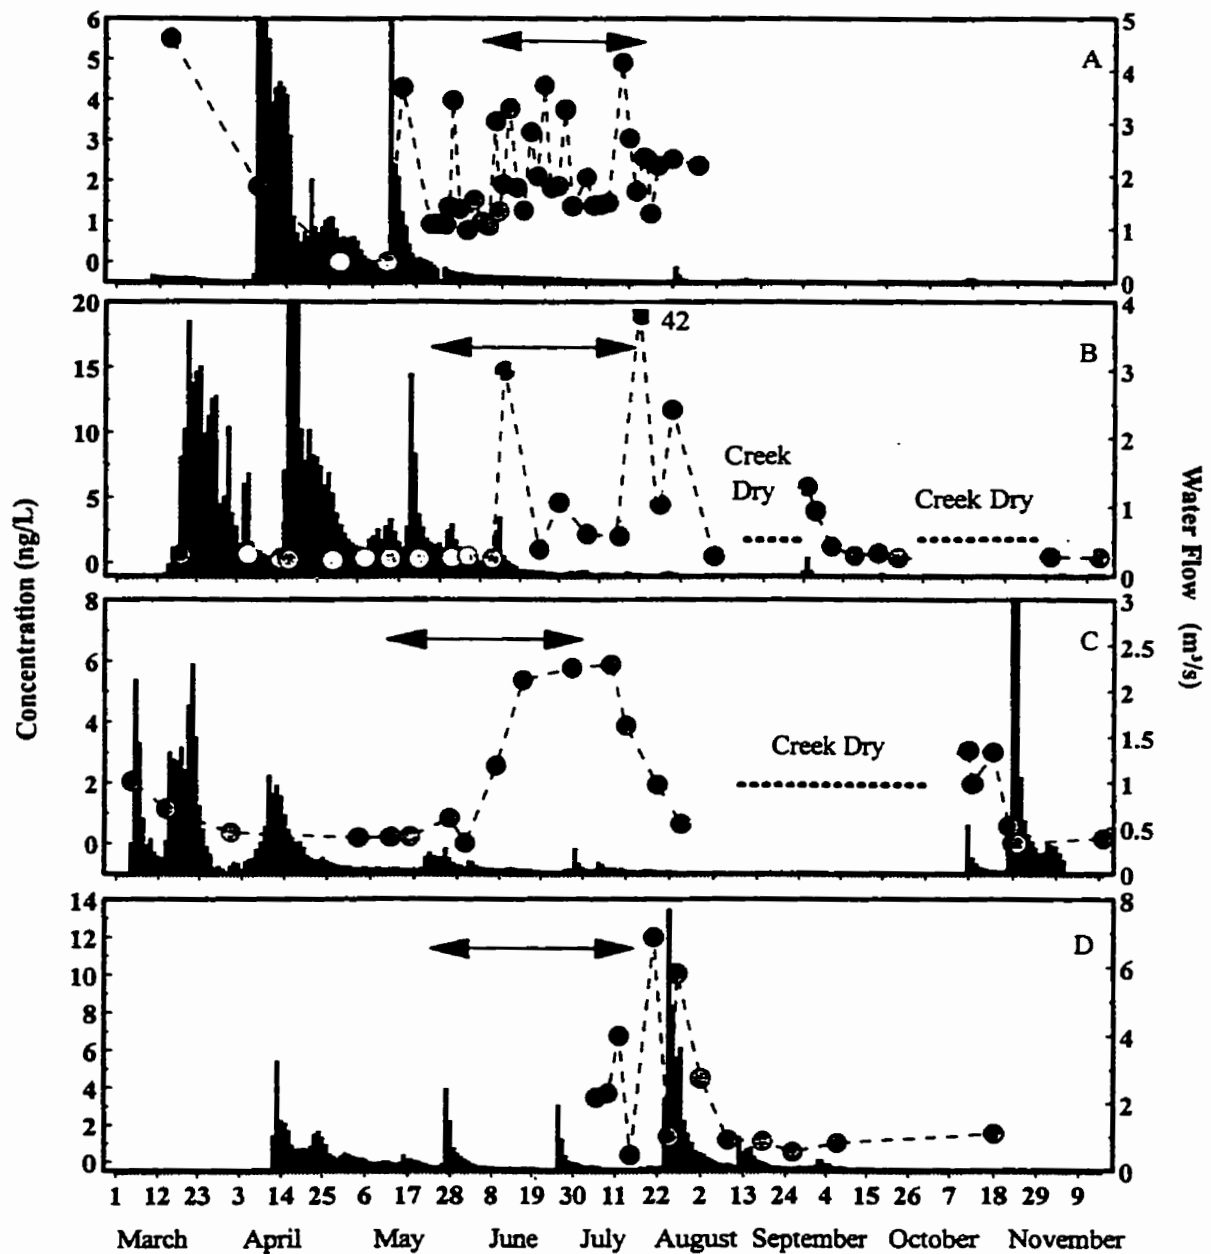 6 5 4 3 2 1 0
A
5 4 3 2 1 0
20 15 10 5 0
42
B
Creek
Dry
Creek Dry
4 3 2 1 0
8 6 4 2 0
C
Creek Dry
3 2.5 2 1.5 1 0.5 0
14 12 10 8 6 4 2 0
D
8 6 4 2 0
Concentration (ng/L)
Water Flow (m³/s)
1 12 23 3 14 25 6 17 28 8 19 30 11 22 2 13 24 4 15 26 7 18 29 9
March April May June July August September October November